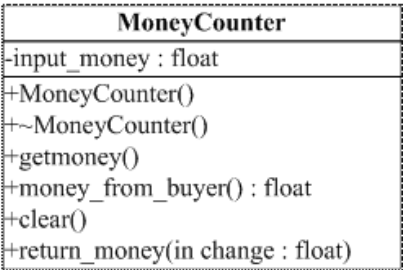 MoneyCounter
-input_money : float
+MoneyCounter()
+~MoneyCounter()
+getmoney()
+money_from_buyer() : float
+clear()
+return_money(in change : float)